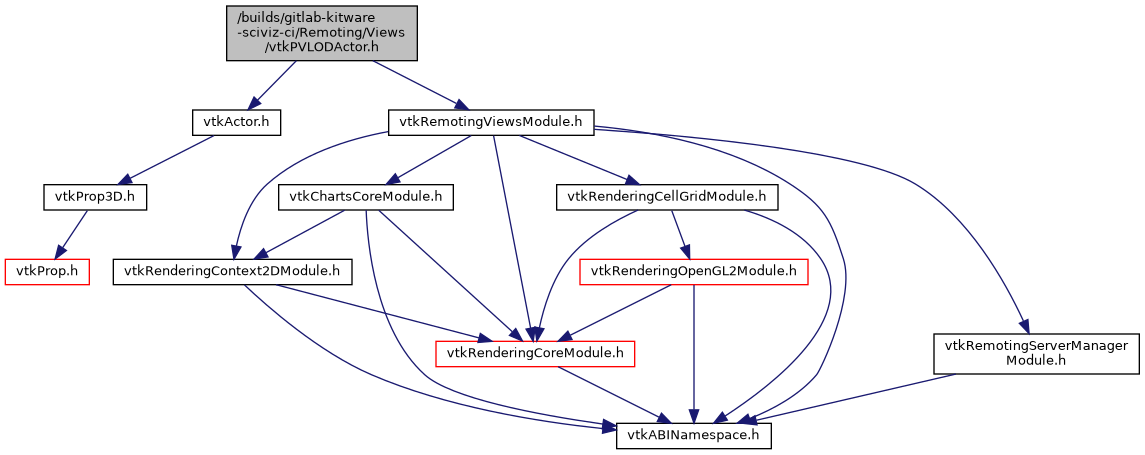 /builds/gitlab-kitware
-sciviz-ci/Remoting/Views
/vtkPVLODActor.h
vtkActor.h
vtkRemotingViewsModule.h
vtkProp3D.h
vtkChartsCoreModule.h
vtkRenderingCellGridModule.h
vtkProp.h
vtkRenderingContext2DModule.h
vtkRenderingOpenGL2Module.h
vtkRenderingCoreModule.h
vtkRemotingServerManager
Module.h
vtkABINamespace.h